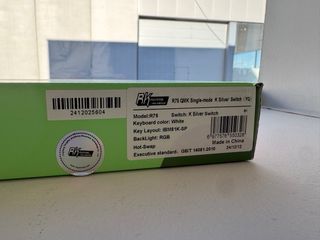 RK
R75 QMK Single-mode K Silver Switch
Model:R75
Switch: K Silver Switch
Keyboard color: White
Key Layout: IBM81K-SP
BackLight: RGB
Hot-Swap
Executive standard: GB/T 14081-2010
Made in China
2412025604
RK